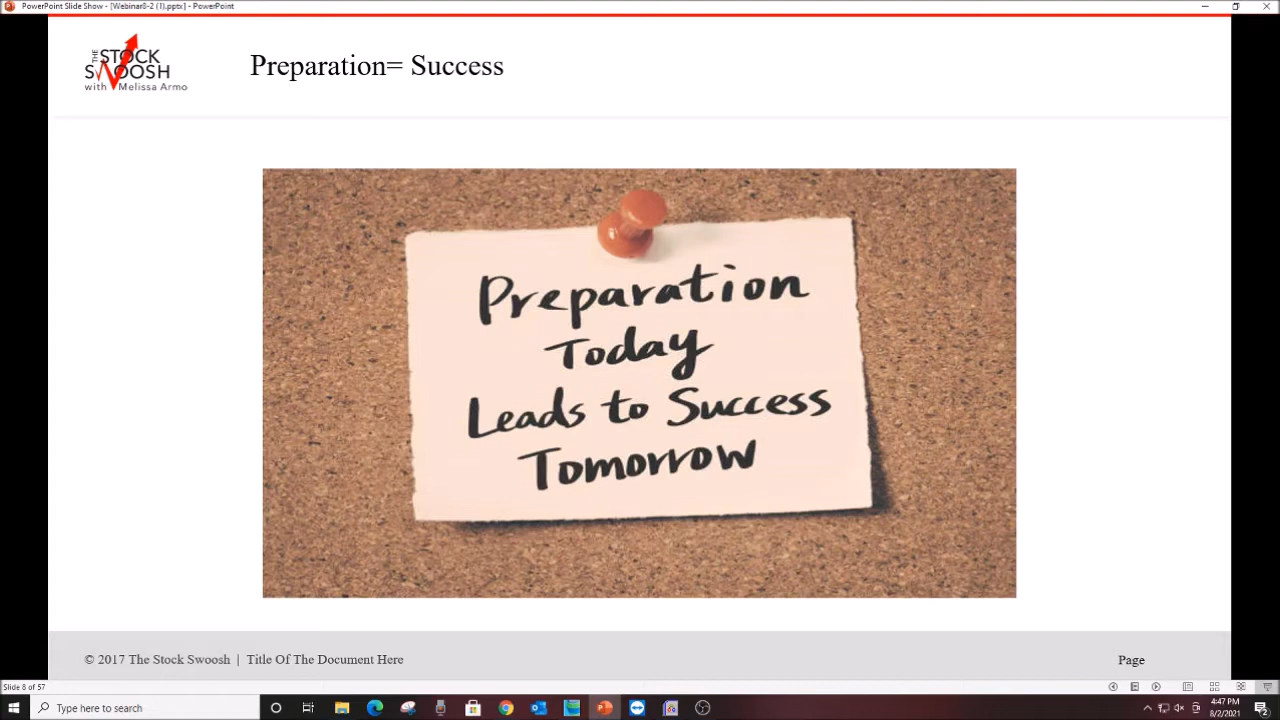 PowerPoint Slide Show - [Webinar8-2 (1).pptx] - PowerPoint
THE STOCK
SWOOSH
with Melissa Armo
Preparation= Success
Preparation
Today
Leads to Success
Tomorrow
© 2017 The Stock Swoosh | Title Of The Document Here
Page
Slide 8 of 57
Type here to search
4:47 PM
8/2/2021
2